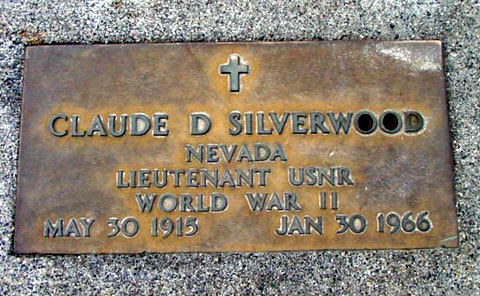 CLAUDE D SILVERWOOD
NEVADA
LIEUTENANT USNR
WORLD WAR II
MAY 30 1915 JAN 30 1966